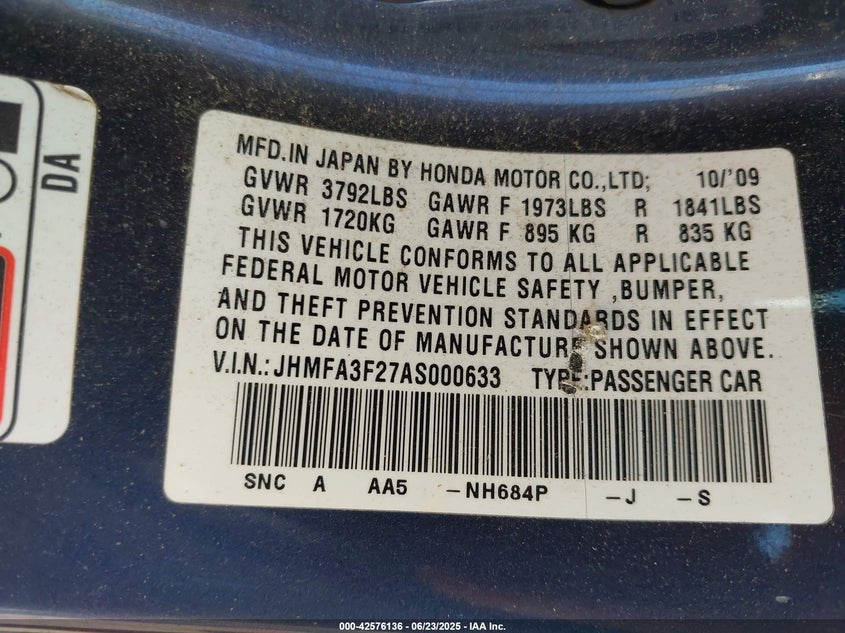 DA
MFD.IN JAPAN BY HONDA MOTOR CO.,LTD; 10/'09
GVWR 3792LBS GAWR F 1973LBS R 1841LBS
GVWR 1720KG GAWR F 895 KG R 835 KG
THIS VEHICLE CONFORMS TO ALL APPLICABLE
FEDERAL MOTOR VEHICLE SAFETY ,BUMPER,
AND THEFT PREVENTION STANDARDS IN EFFECT
ON THE DATE OF MANUFACTURE SHOWN ABOVE.
V.I.N.: JHMFA3F27AS000633 TYPE:PASSENGER CAR
SNC A AA5 -NH684P -J -S
000-42576136 - 06/23/2025 - IAA Inc.